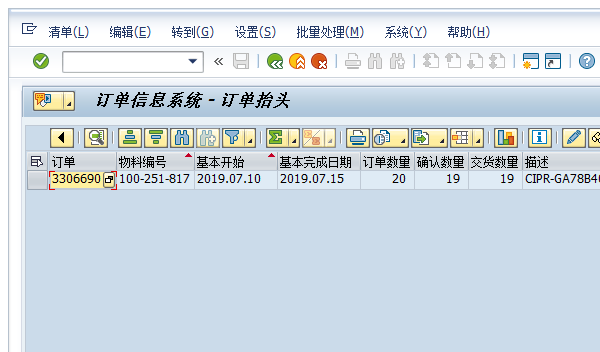 清单(L) 编辑(E) 转到(G) 设置(S) 批量处理(M) 系统(Y) 帮助(H)
订单信息系统 - 订单抬头
订单 物料编号 基本开始 基本完成日期 订单数量 确认数量 交货数量 描述
3306690 100-251-817 2019.07.10 2019.07.15 20 19 19